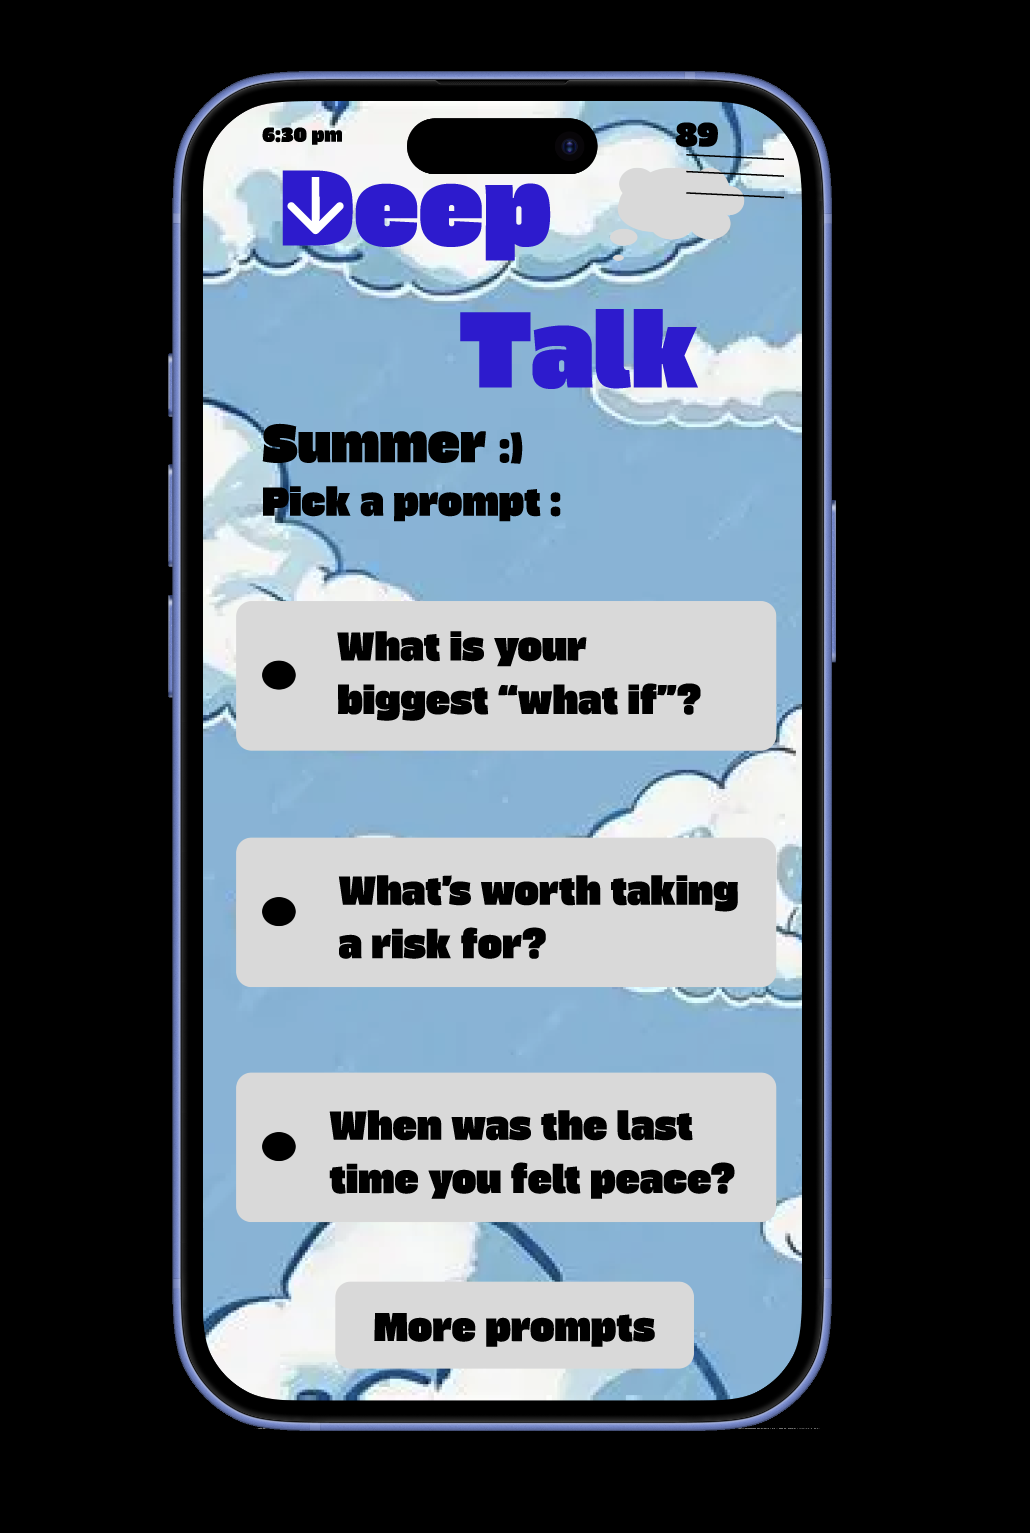 6:30 pm
89
Deep
Talk
Summer :)
Pick a prompt :
What is your
biggest “what if”?
What’s worth taking
a risk for?
When was the last
time you felt peace?
More prompts